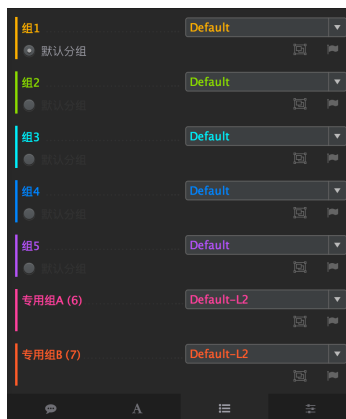 组1
Default
默认分组
组2
Default
默认分组
组3
Default
默认分组
组4
Default
默认分组
组5
Default
默认分组
专用组A (6)
Default-L2
专用组B (7)
Default-L2
A